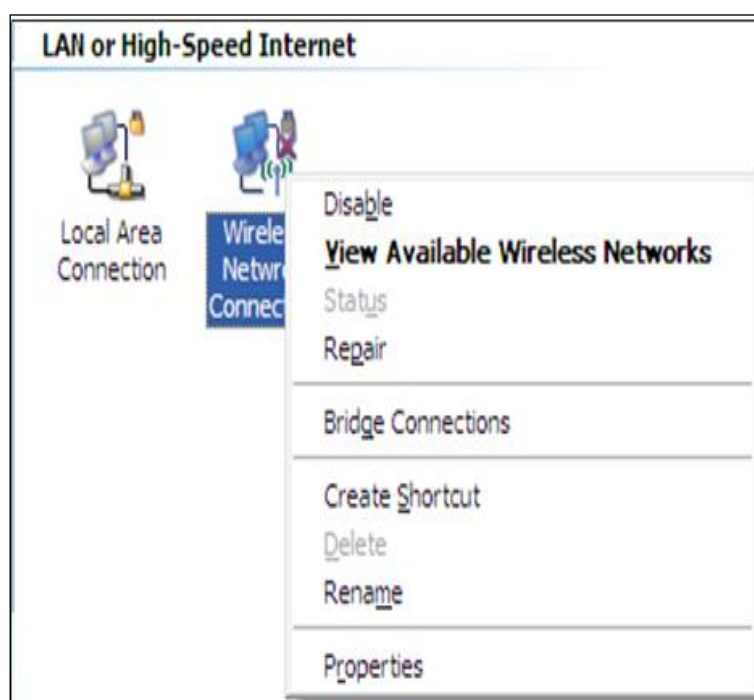 LAN or High-Speed Internet
Local Area
Connection
Disable
View Available Wireless Networks
Status
Repair
Bridge Connections
Create Shortcut
Delete
Rename
Properties